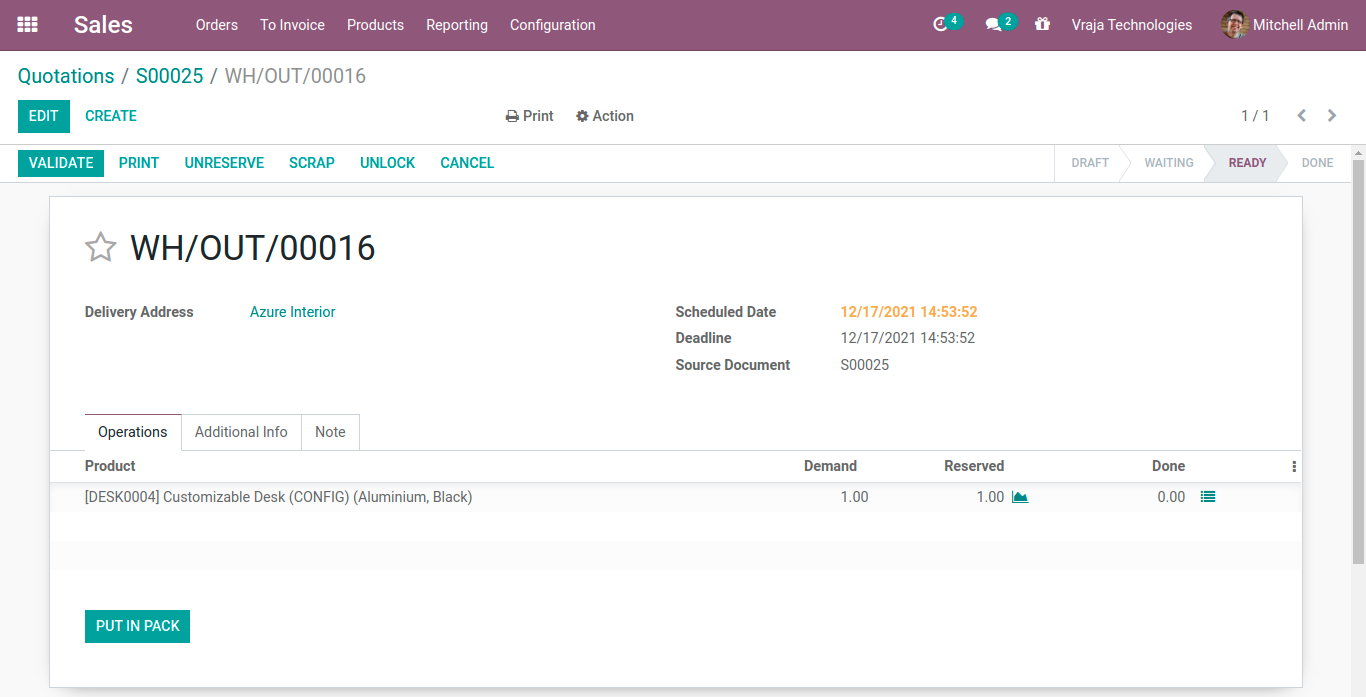 Sales Orders To Invoice Products Reporting Configuration 4 2 Vraja Technologies Mitchell Admin
Quotations / S00025 / WH/OUT/00016
EDIT CREATE Print Action 1 / 1
VALIDATE PRINT UNRESERVE SCRAP UNLOCK CANCEL DRAFT WAITING READY DONE
WH/OUT/00016
Delivery Address Azure Interior Scheduled Date 12/17/2021 14:53:52
Deadline 12/17/2021 14:53:52
Source Document S00025
Operations Additional Info Note
Product Demand Reserved Done
[DESK0004] Customizable Desk (CONFIG) (Aluminium, Black) 1.00 1.00 0.00
PUT IN PACK